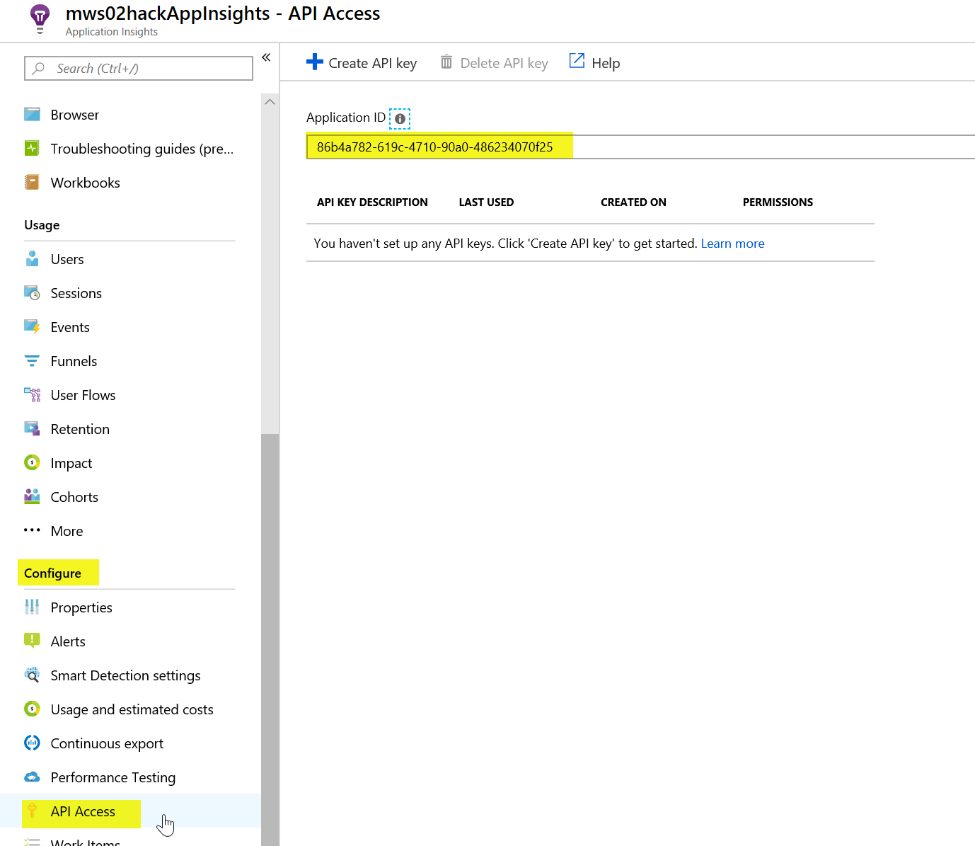 mws02hackAppInsights - API Access
Application Insights
Search (Ctrl+/)
«
Browser
Troubleshooting guides (pre...
Workbooks
Usage
Users
Sessions
Events
Funnels
User Flows
Retention
Impact
Cohorts
More
Configure
Properties
Alerts
Smart Detection settings
Usage and estimated costs
Continuous export
Performance Testing
API Access
Work Items
Create API key
Delete API key
Help
Application ID
86b4a782-619c-4710-90a0-486234070f25
API KEY DESCRIPTION LAST USED CREATED ON PERMISSIONS
You haven't set up any API keys. Click 'Create API key' to get started. Learn more